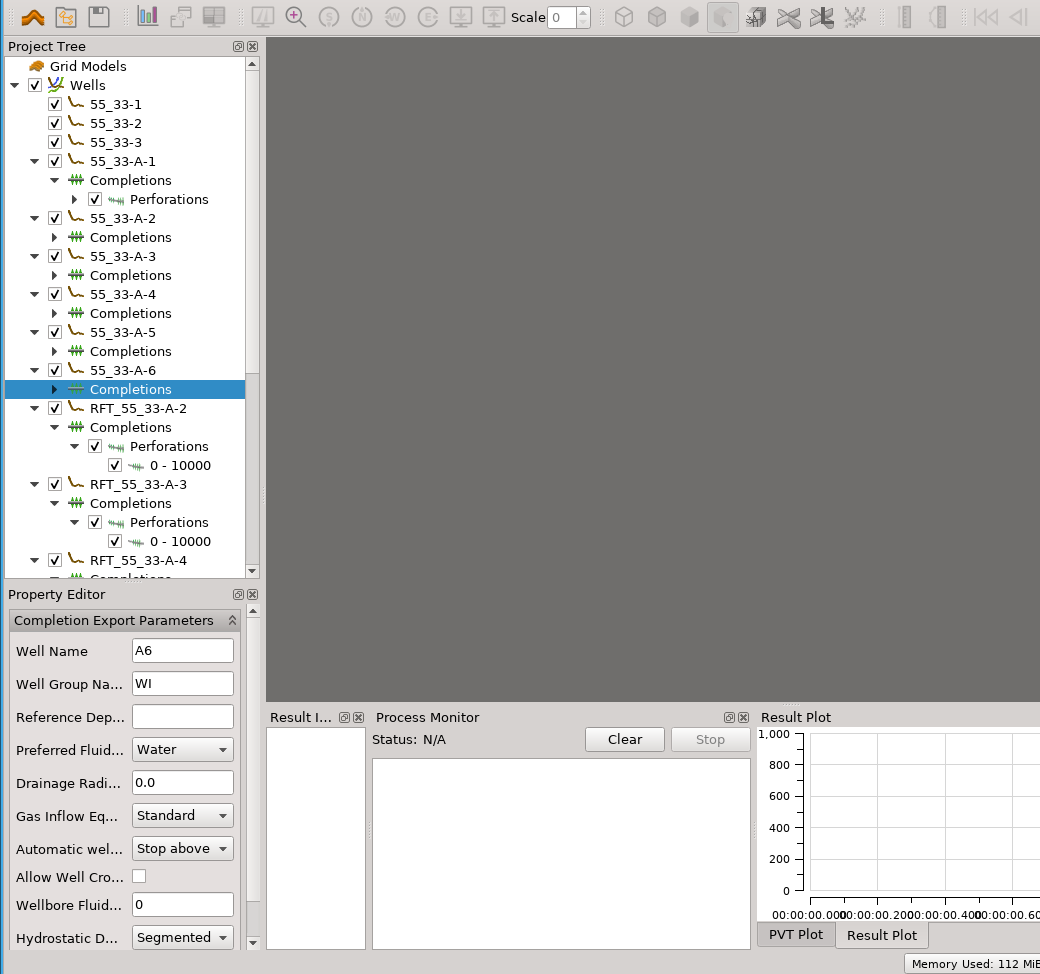 Scale 0
Project Tree
Grid Models
Wells
55_33-1
55_33-2
55_33-3
55_33-A-1
Completions
Perforations
55_33-A-2
Completions
55_33-A-3
Completions
55_33-A-4
Completions
55_33-A-5
Completions
55_33-A-6
Completions
RFT_55_33-A-2
Completions
Perforations
0 - 10000
RFT_55_33-A-3
Completions
Perforations
0 - 10000
RFT_55_33-A-4
Completions
Property Editor
Completion Export Parameters
Well Name A6
Well Group Na... WI
Reference Dep...
Preferred Fluid... Water
Drainage Radi... 0.0
Gas Inflow Eq... Standard
Automatic wel... Stop above
Allow Well Cro...
Wellbore Fluid... 0
Hydrostatic D... Segmented
Result I...
Process Monitor
Status: N/A
Clear
Stop
Result Plot
1,000
800
600
400
200
0
00:00:00.000 00:00:00.200 00:00:00.400 00:00:00.60
PVT Plot
Result Plot
Memory Used: 112 MiB